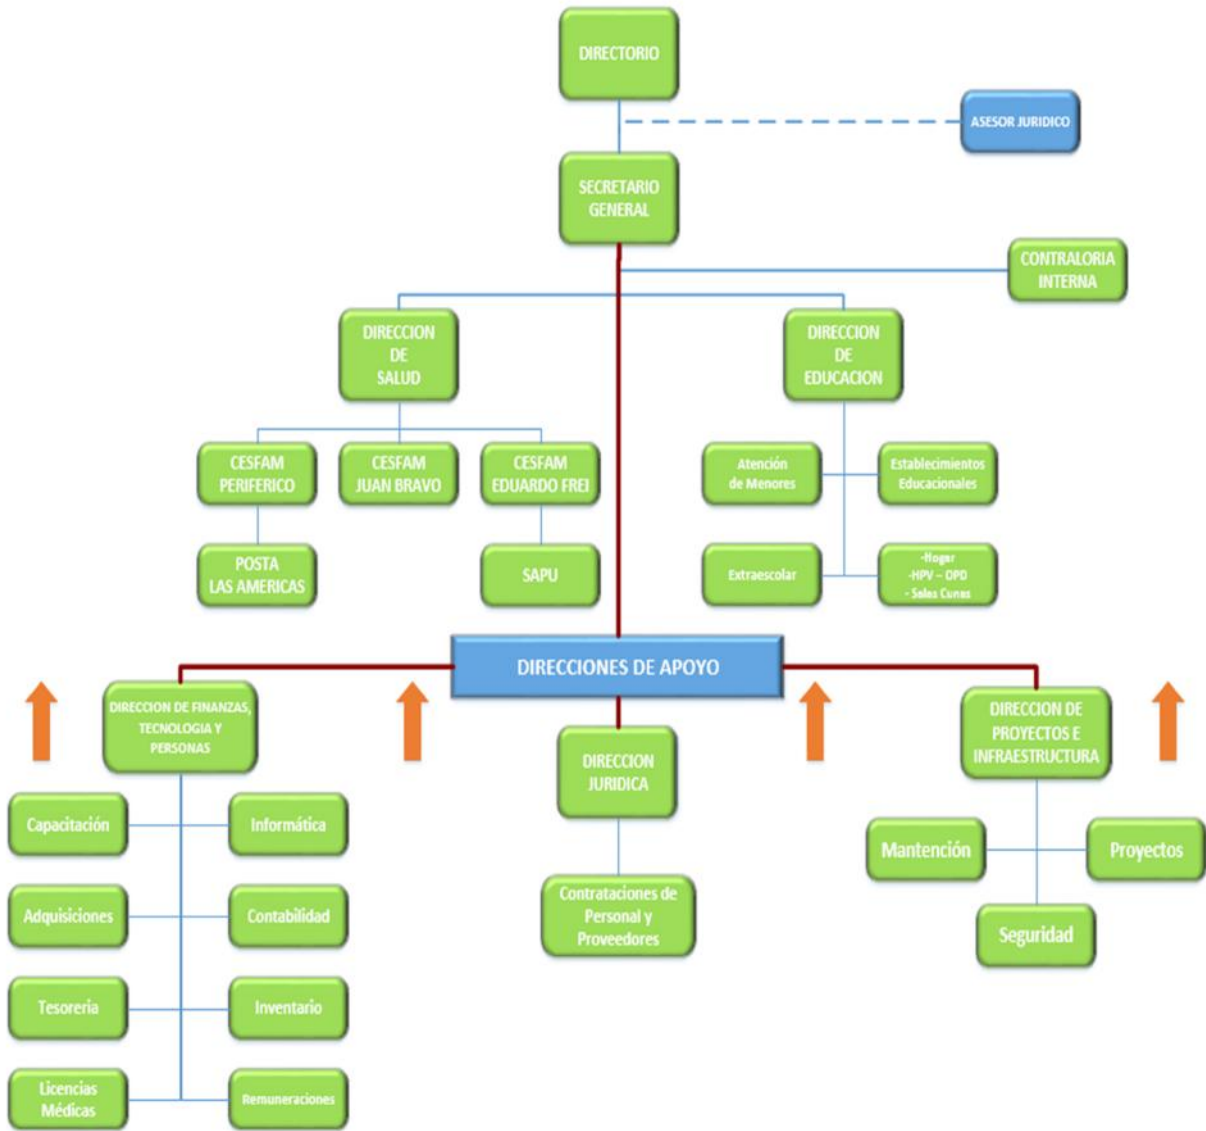 DIRECTORIO
ASESOR JURIDICO
SECRETARIO
GENERAL
CONTRALORIA
INTERNA
DIRECCION
DE
SALUD
DIRECCION
DE
EDUCACION
CESFAM
PERIFERICO
CESFAM
JUAN BRAVO
CESFAM
EDUARDO FREI
Atención
de Menores
Establecimientos
Educacionales
POSTA
LAS AMERICAS
SAPU
Extraescolar
-Hogar
-HPV – OPD
- Salas Cunas
DIRECCIONES DE APOYO
DIRECCION DE FINANZAS,
TECNOLOGIA Y
PERSONAS
DIRECCION
JURIDICA
DIRECCION DE
PROYECTOS E
INFRAESTRUCTURA
Capacitación
Informática
Mantención
Proyectos
Adquisiciones
Contabilidad
Contrataciones de
Personal y
Proveedores
Seguridad
Tesoreria
Inventario
Licencias
Médicas
Remuneraciones